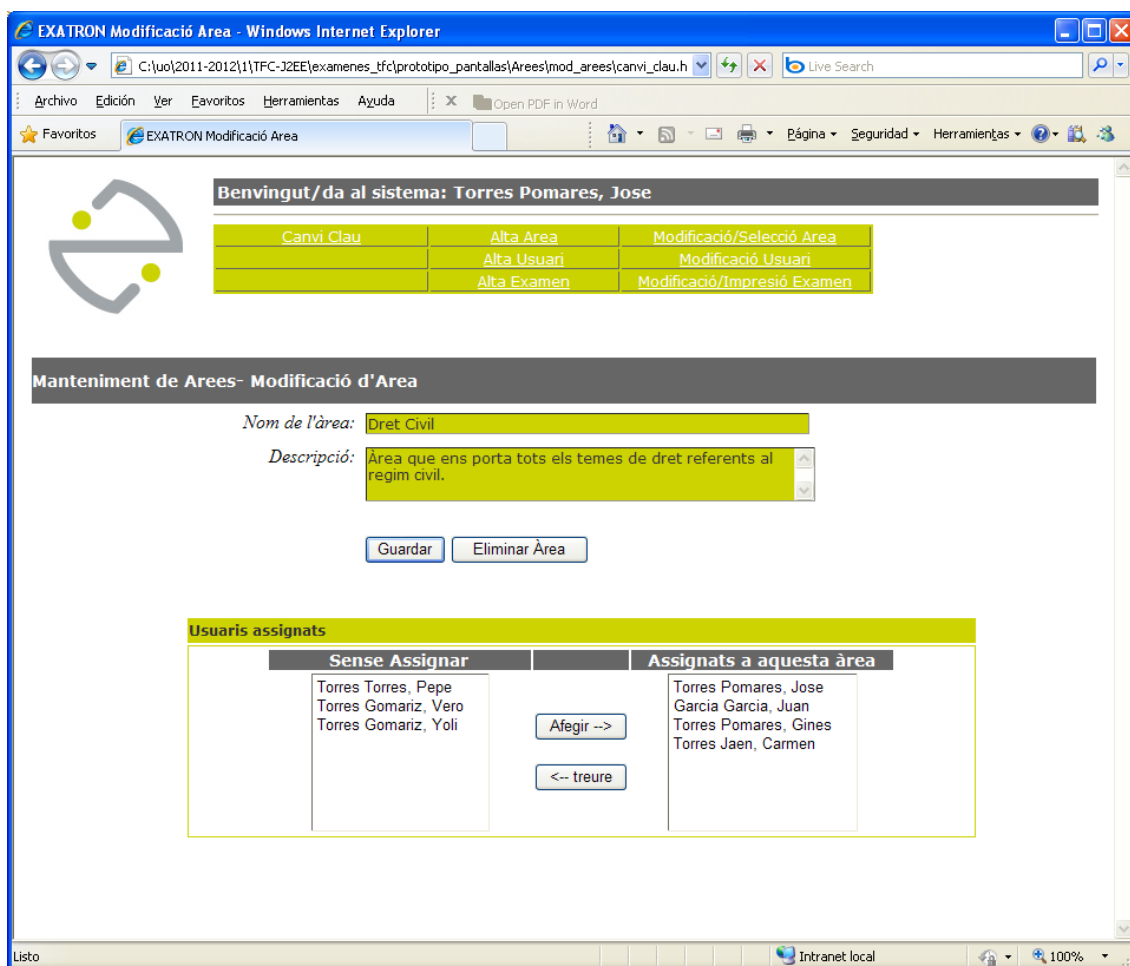 EXATRON Modificació Area - Windows Internet Explorer
C:\uo\2011-2012\1\TFC-J2EE\examenes_tfc\prototipo_pantallas\Arees\mod_arees\canvi_clau.h
Live Search
Archivo Edición Ver Favoritos Herramientas Ayuda x Open PDF in Word
Favoritos EXATRON Modificació Area Página Seguridad Herramientas
Benvingut/da al sistema: Torres Pomares, Jose
Canvi Clau Alta Area Modificació/Selecció Area
Alta Usuari Modificació Usuari
Alta Examen Modificació/Impresió Examen
Manteniment de Arees- Modificació d'Area
Nom de l'àrea: Dret Civil
Descripció: Àrea que ens porta tots els temes de dret referents al
regim civil.
Guardar Eliminar Àrea
Usuaris assignats
Sense Assignar Assignats a aquesta àrea
Torres Torres, Pepe Torres Pomares, Jose
Torres Gomariz, Vero Garcia Garcia, Juan
Torres Gomariz, Yoli Afegir --> Torres Pomares, Gines
Torres Jaen, Carmen
<-- treure
Listo Intranet local 100%